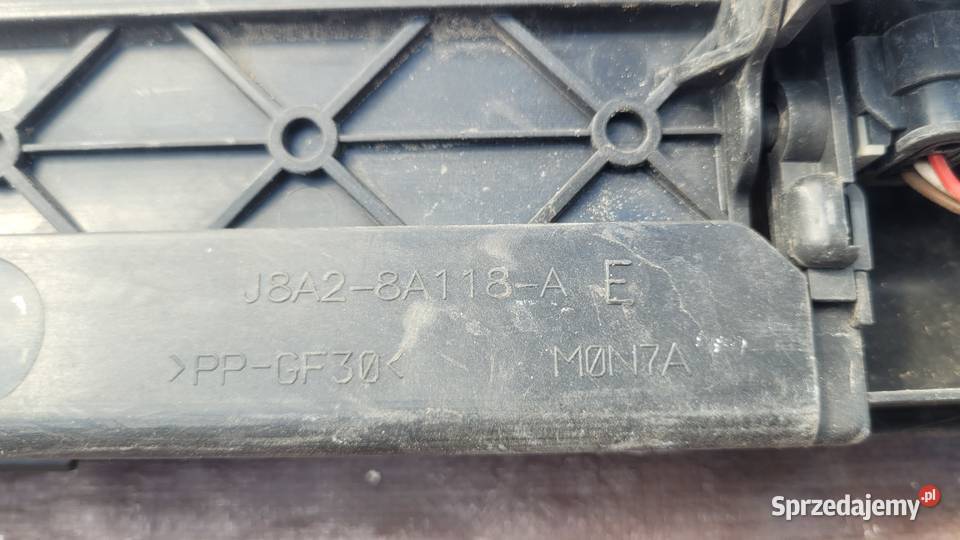 J8A2-8A118-A E
>PP-GF30< M0N7A
Sprzedajemy.pl